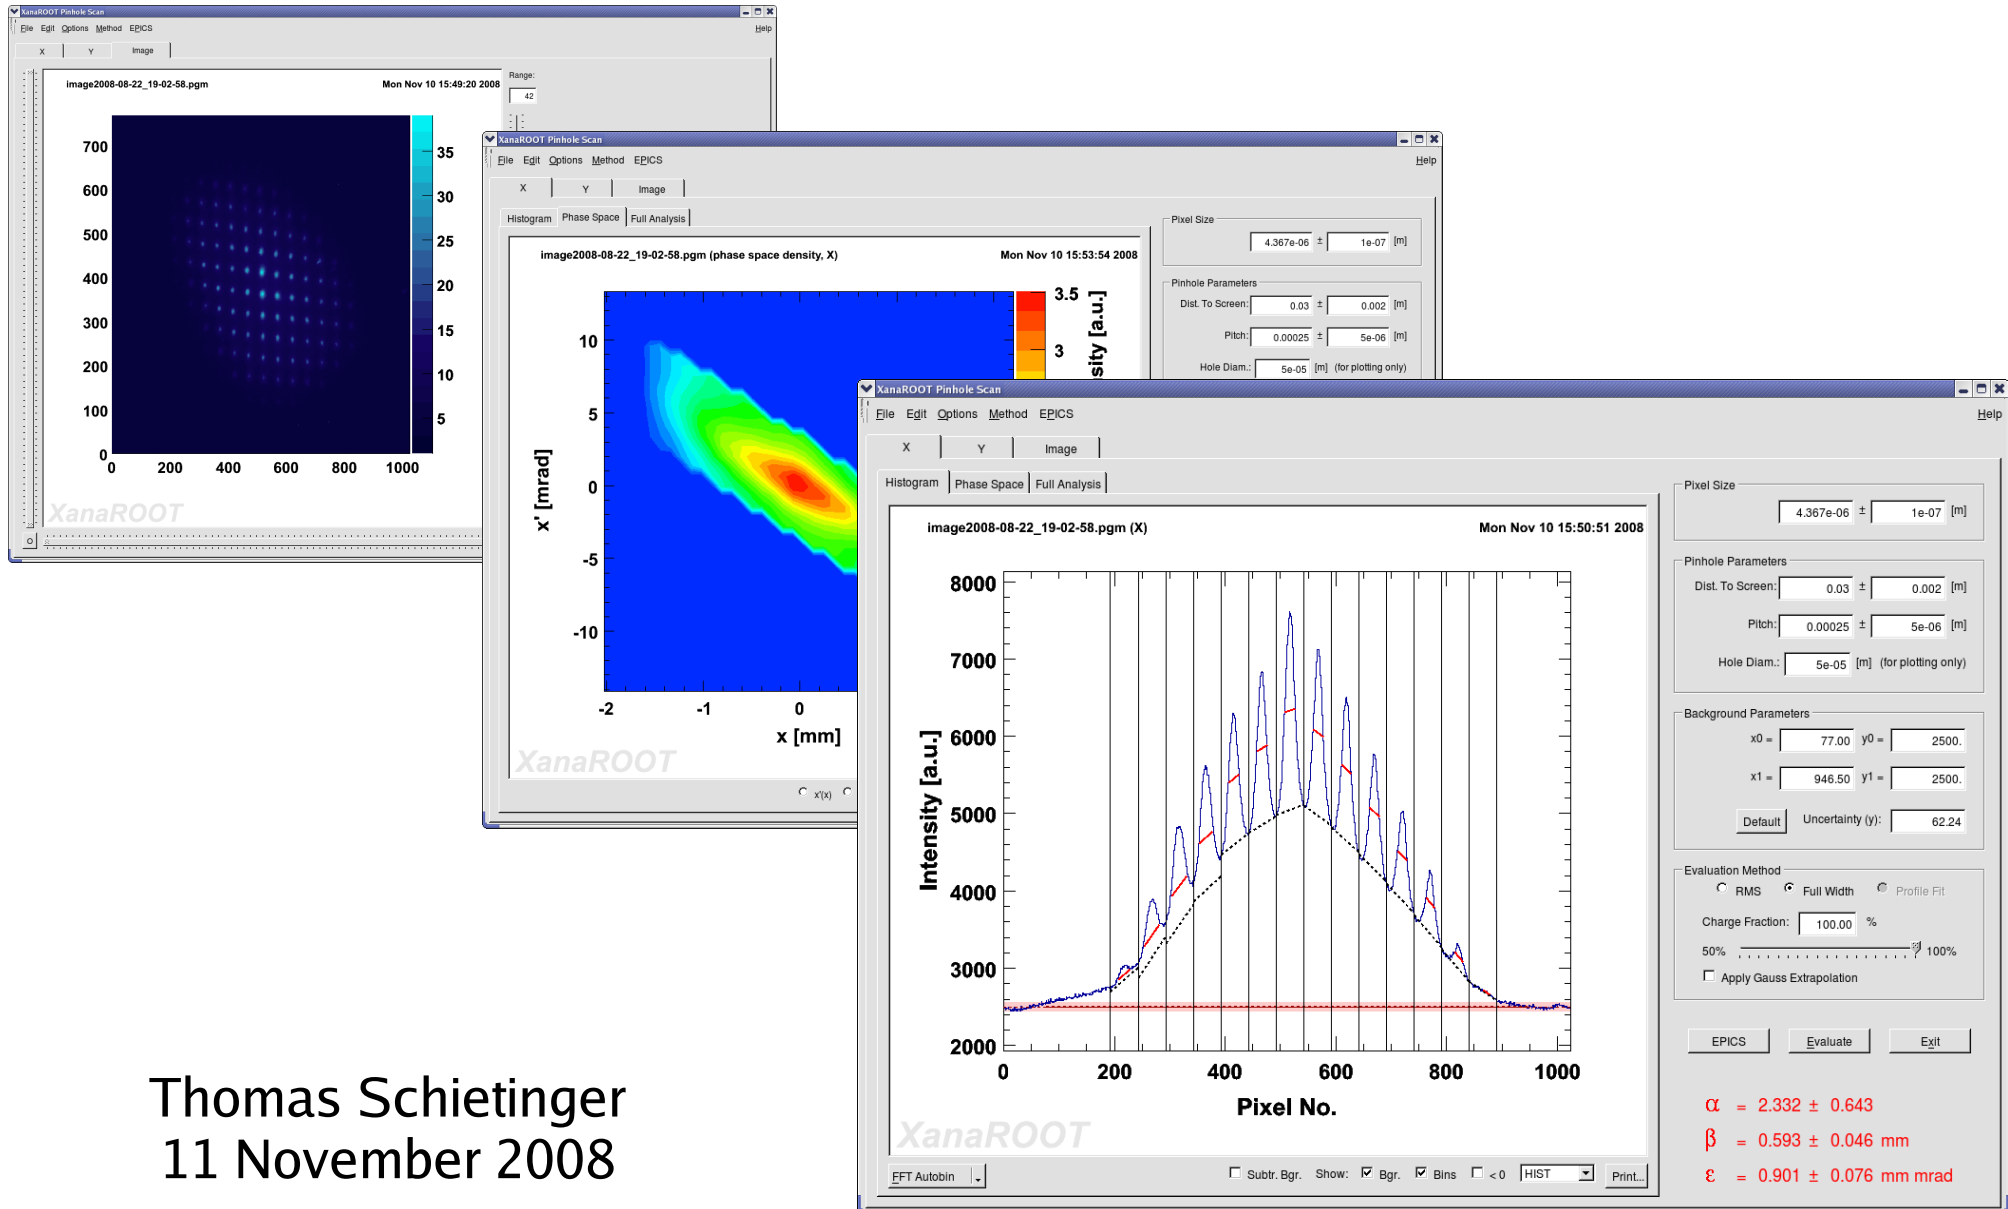 XanaROOT Pinhole Scan
File Edit Options Method EPICS Help
X Y Image
image2008-08-22_19-02-58.pgm Mon Nov 10 15:49:20 2008
Range:
42
700
600
500
400
300
200
100
0
0 200 400 600 800 1000
35
30
25
20
15
10
5
XanaROOT
o
XanaROOT Pinhole Scan
File Edit Options Method EPICS Help
X Y Image
Histogram Phase Space Full Analysis
image2008-08-22_19-02-58.pgm (phase space density, X) Mon Nov 10 15:53:54 2008
3.5
3
sity [a.u.]
10
5
0
-5
-10
x' [mrad]
-2 -1 0
x [mm]
XanaROOT
x'(x)
Pixel Size
4.367e-06 ± 1e-07 [m]
Pinhole Parameters
Dist. To Screen: 0.03 ± 0.002 [m]
Pitch: 0.00025 ± 5e-06 [m]
Hole Diam.: 5e-05 [m] (for plotting only)
XanaROOT Pinhole Scan
File Edit Options Method EPICS Help
X Y Image
Histogram Phase Space Full Analysis
image2008-08-22_19-02-58.pgm (X) Mon Nov 10 15:50:51 2008
8000
7000
6000
5000
4000
3000
2000
Intensity [a.u.]
0 200 400 600 800 1000
Pixel No.
XanaROOT
FFT Autobin Subtr. Bgr. Show: Bgr. Bins < 0 HIST Print...
Pixel Size
4.367e-06 ± 1e-07 [m]
Pinhole Parameters
Dist. To Screen: 0.03 ± 0.002 [m]
Pitch: 0.00025 ± 5e-06 [m]
Hole Diam.: 5e-05 [m] (for plotting only)
Background Parameters
x0 = 77.00 y0 = 2500.
x1 = 946.50 y1 = 2500.
Default Uncertainty (y): 62.24
Evaluation Method
RMS Full Width Profile Fit
Charge Fraction: 100.00 %
50% 100%
Apply Gauss Extrapolation
EPICS Evaluate Exit
α = 2.332 ± 0.643
β = 0.593 ± 0.046 mm
ε = 0.901 ± 0.076 mm mrad
Thomas Schietinger
11 November 2008